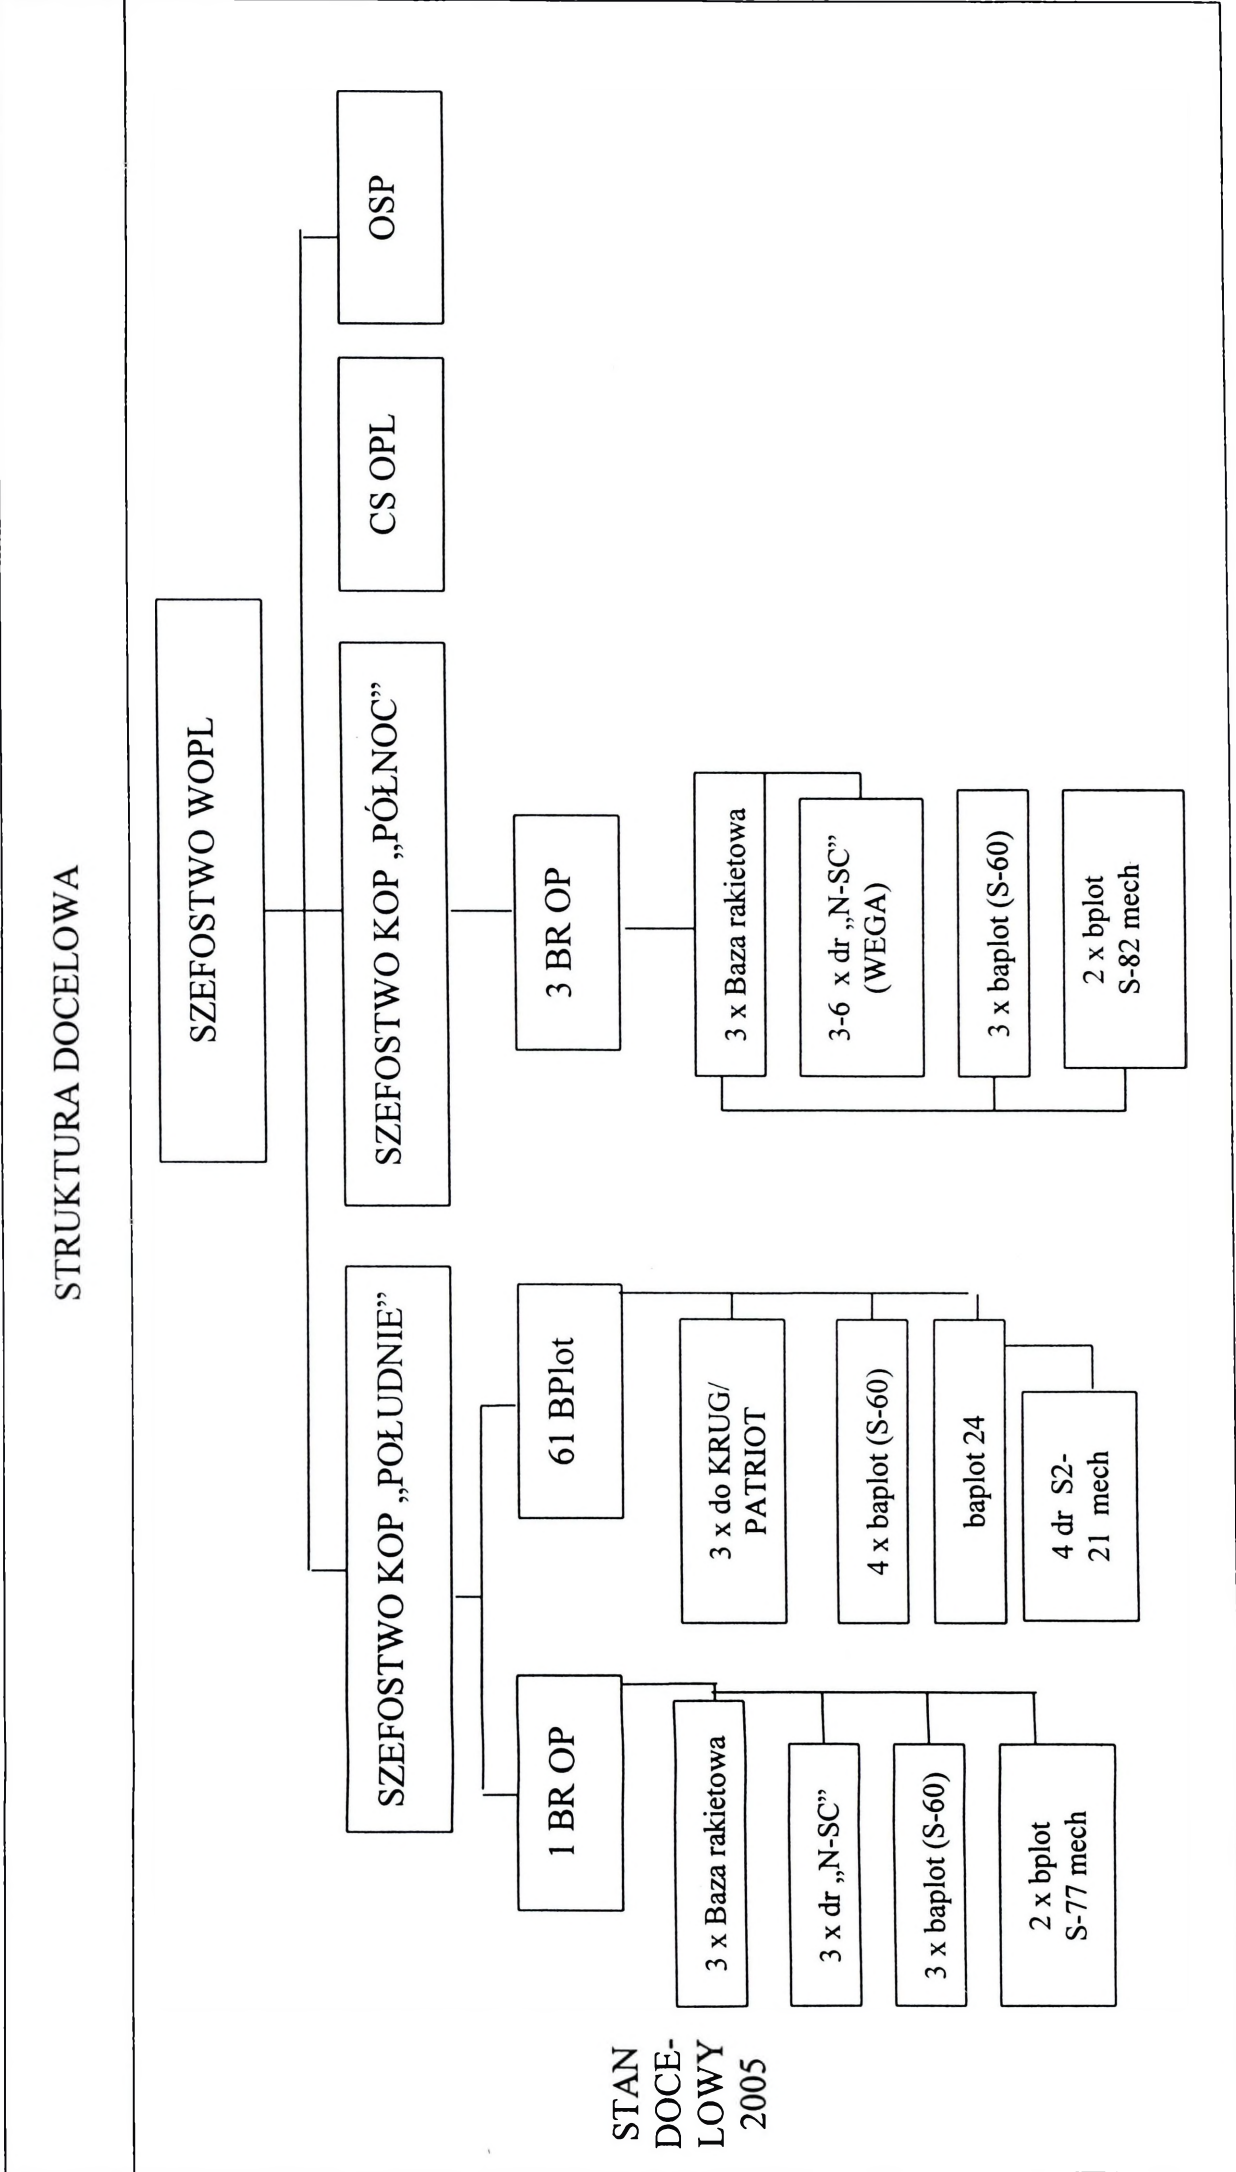 STRUKTURA DOCELOWA
SZEFOSTWO WOPL
SZEFOSTWO KOP „POŁUDNIE”
SZEFOSTWO KOP „PÓŁNOC”
CS OPL
OSP
1 BR OP
61 BPlot
3 BR OP
STAN
DOCE-
LOWY
2005
3 x Baza rakietowa
3 x dr „N-SC”
3 x baplot (S-60)
2 x bplot
S-77 mech
3 x do KRUG/
PATRIOT
4 x baplot (S-60)
baplot 24
4 dr S2-
21 mech
3 x Baza rakietowa
3-6 x dr „N-SC”
(WEGA)
3 x baplot (S-60)
2 x bplot
S-82 mech